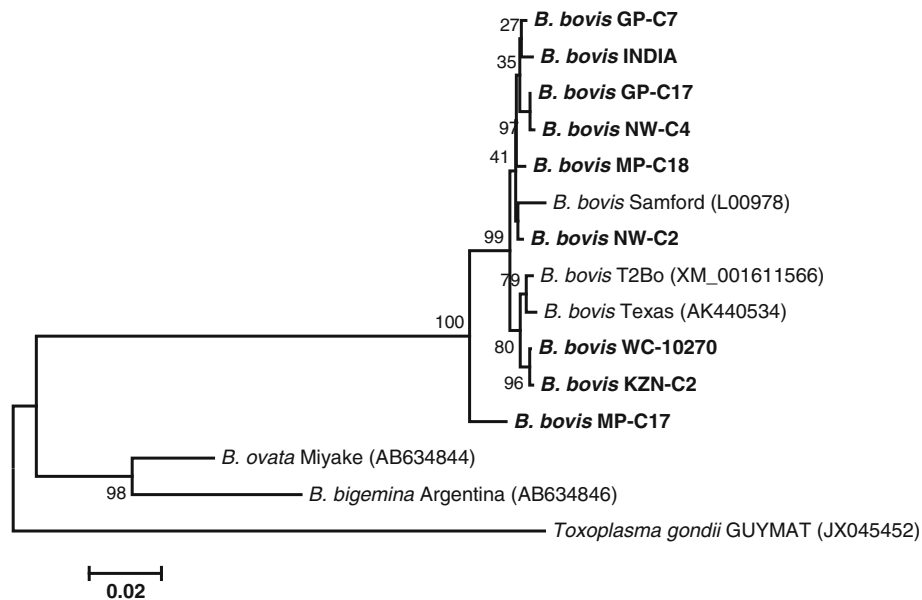 27
B. bovis GP-C7
35
B. bovis INDIA
B. bovis GP-C17
97
B. bovis NW-C4
41
B. bovis MP-C18
B. bovis Samford (L00978)
99
B. bovis NW-C2
79
B. bovis T2Bo (XM_001611566)
B. bovis Texas (AK440534)
100
80
B. bovis WC-10270
96
B. bovis KZN-C2
B. bovis MP-C17
B. ovata Miyake (AB634844)
98
B. bigemina Argentina (AB634846)
Toxoplasma gondii GUYMAT (JX045452)
0.02